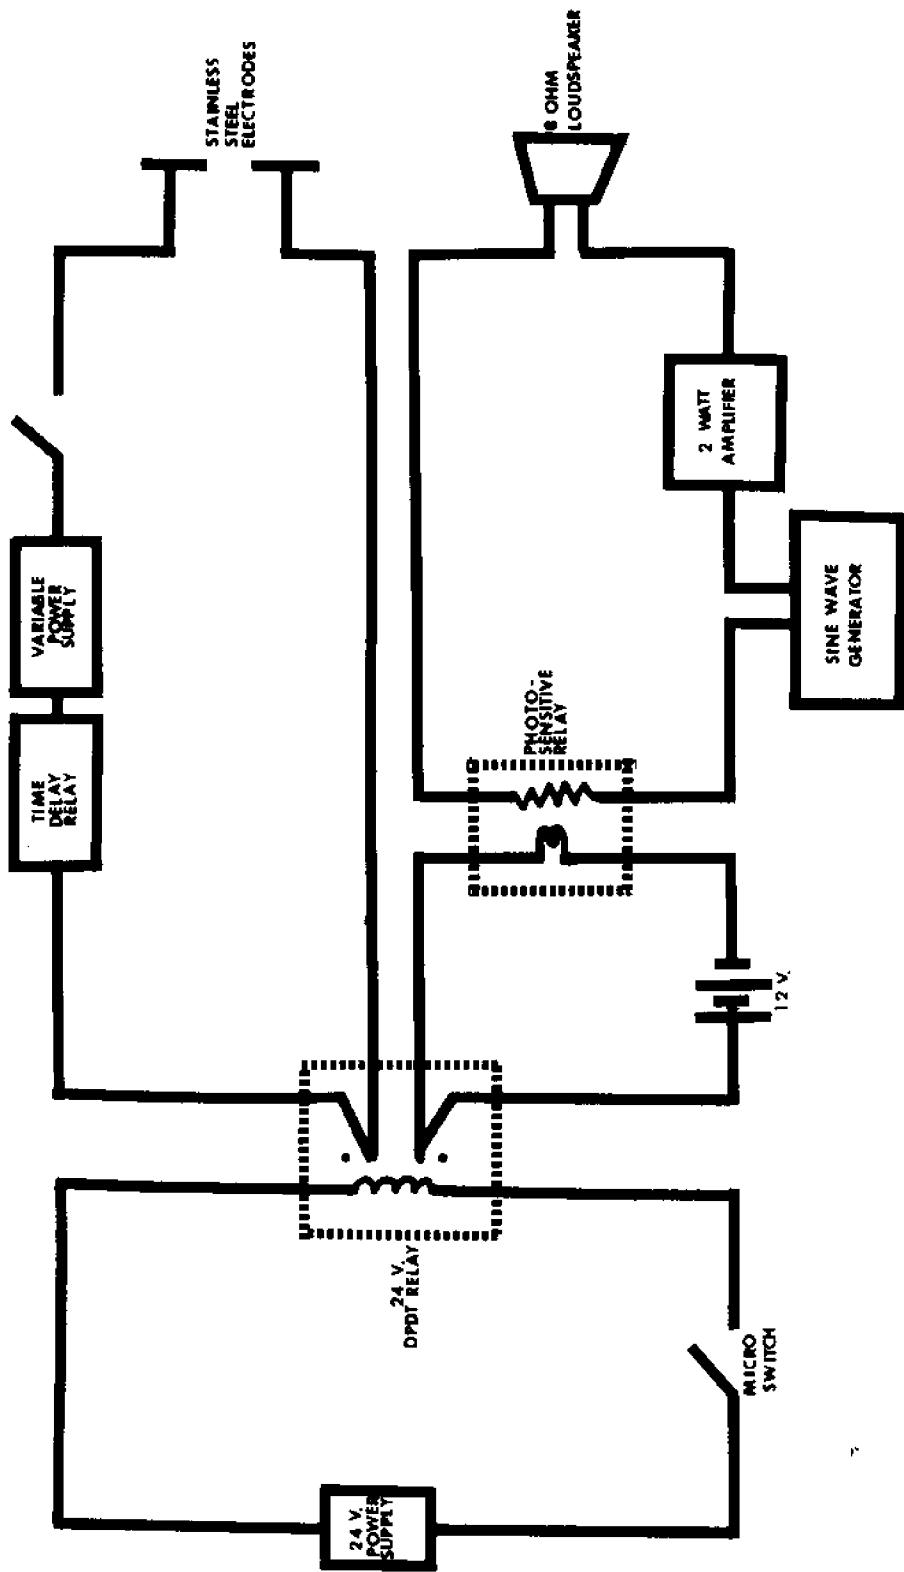 STAINLESS
STEEL
ELECTRODES
8 OHM
LOUDSPEAKER
VARIABLE
POWER
SUPPLY
TIME
DELAY
RELAY
2 WATT
AMPLIFIER
SINE WAVE
GENERATOR
PHOTO-
SENSITIVE
RELAY
12 V.
24 V.
DPDT RELAY
MICRO
SWITCH
24 V.
POWER
SUPPLY